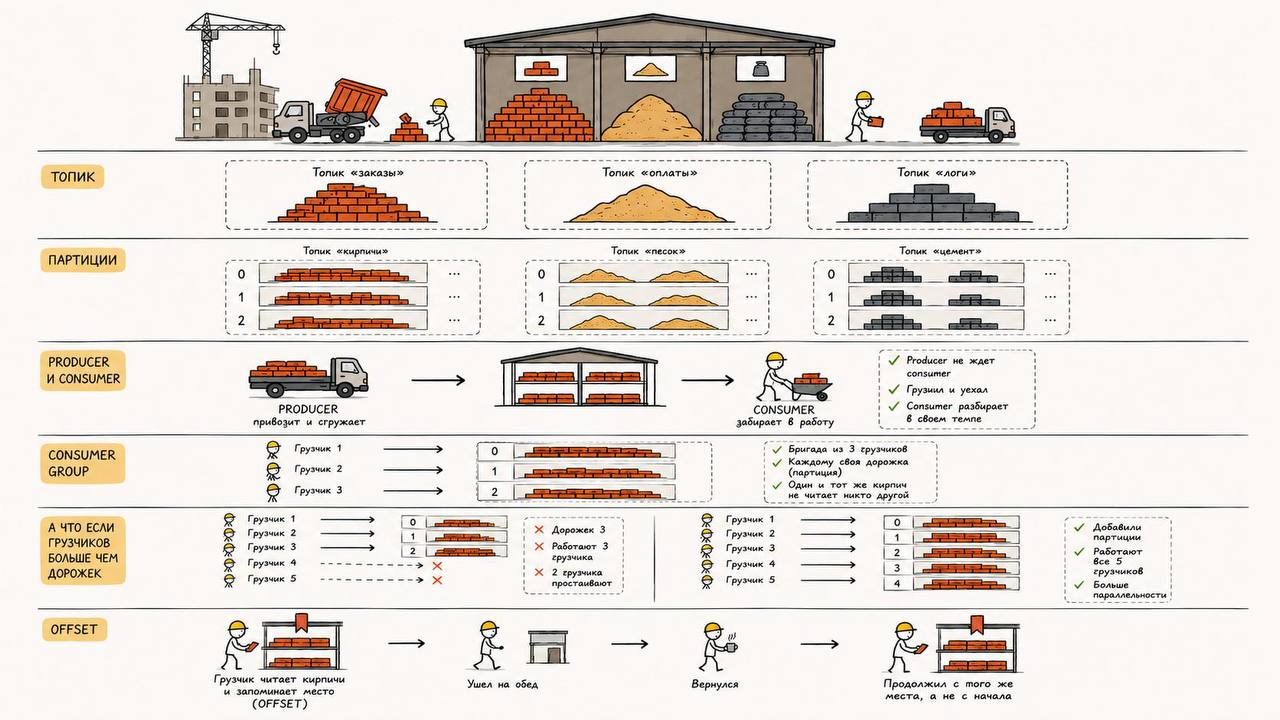 ТОПИК
Топик «заказы»
Топик «оплаты»
Топик «логи»
ПАРТИЦИИ
Топик «кирпичи»
0
...
1
...
2
...
Топик «песок»
0
...
1
...
2
...
Топик «цемент»
0
...
1
...
2
...
PRODUCER
И CONSUMER
PRODUCER
привозит и сгружает
CONSUMER
забирает в работу
Producer не ждет
consumer
Грузил и уехал
Consumer разбирает
в своем темпе
CONSUMER
GROUP
Грузчик 1
Грузчик 2
Грузчик 3
0
1
2
Бригада из 3 грузчиков
Каждому своя дорожка
(партиция)
Один и тот же кирпич
не читает никто другой
А ЧТО ЕСЛИ
ГРУЗЧИКОВ
БОЛЬШЕ ЧЕМ
ДОРОЖЕК
Грузчик 1
Грузчик 2
Грузчик 3
Грузчик 4
Грузчик 5
0
1
2
Дорожек 3
Работают 3
грузчика
2 грузчика
простаивают
Грузчик 1
Грузчик 2
Грузчик 3
Грузчик 4
Грузчик 5
0
1
2
3
4
Добавили
партиции
Работают
все 5
грузчиков
Больше
параллельности
OFFSET
Грузчик читает кирпичи
и запоминает место
(OFFSET)
Ушел на обед
Вернулся
Продолжил с того же
места, а не с начала